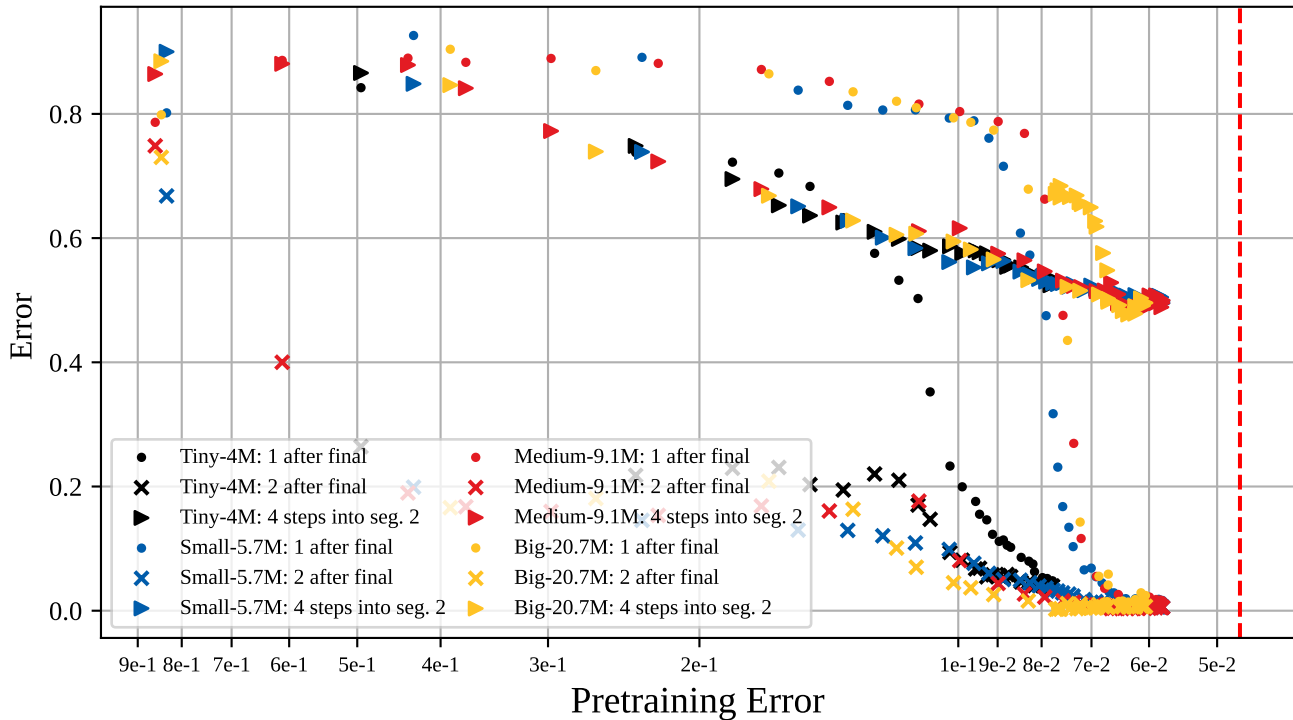 0.8
0.6
0.4
0.2
0.0
Error
Tiny-4M: 1 after final
Tiny-4M: 2 after final
Tiny-4M: 4 steps into seg. 2
Small-5.7M: 1 after final
Small-5.7M: 2 after final
Small-5.7M: 4 steps into seg. 2
Medium-9.1M: 1 after final
Medium-9.1M: 2 after final
Medium-9.1M: 4 steps into seg. 2
Big-20.7M: 1 after final
Big-20.7M: 2 after final
Big-20.7M: 4 steps into seg. 2
9e-1 8e-1 7e-1 6e-1 5e-1 4e-1 3e-1 2e-1 1e-1 9e-2 8e-2 7e-2 6e-2 5e-2
Pretraining Error